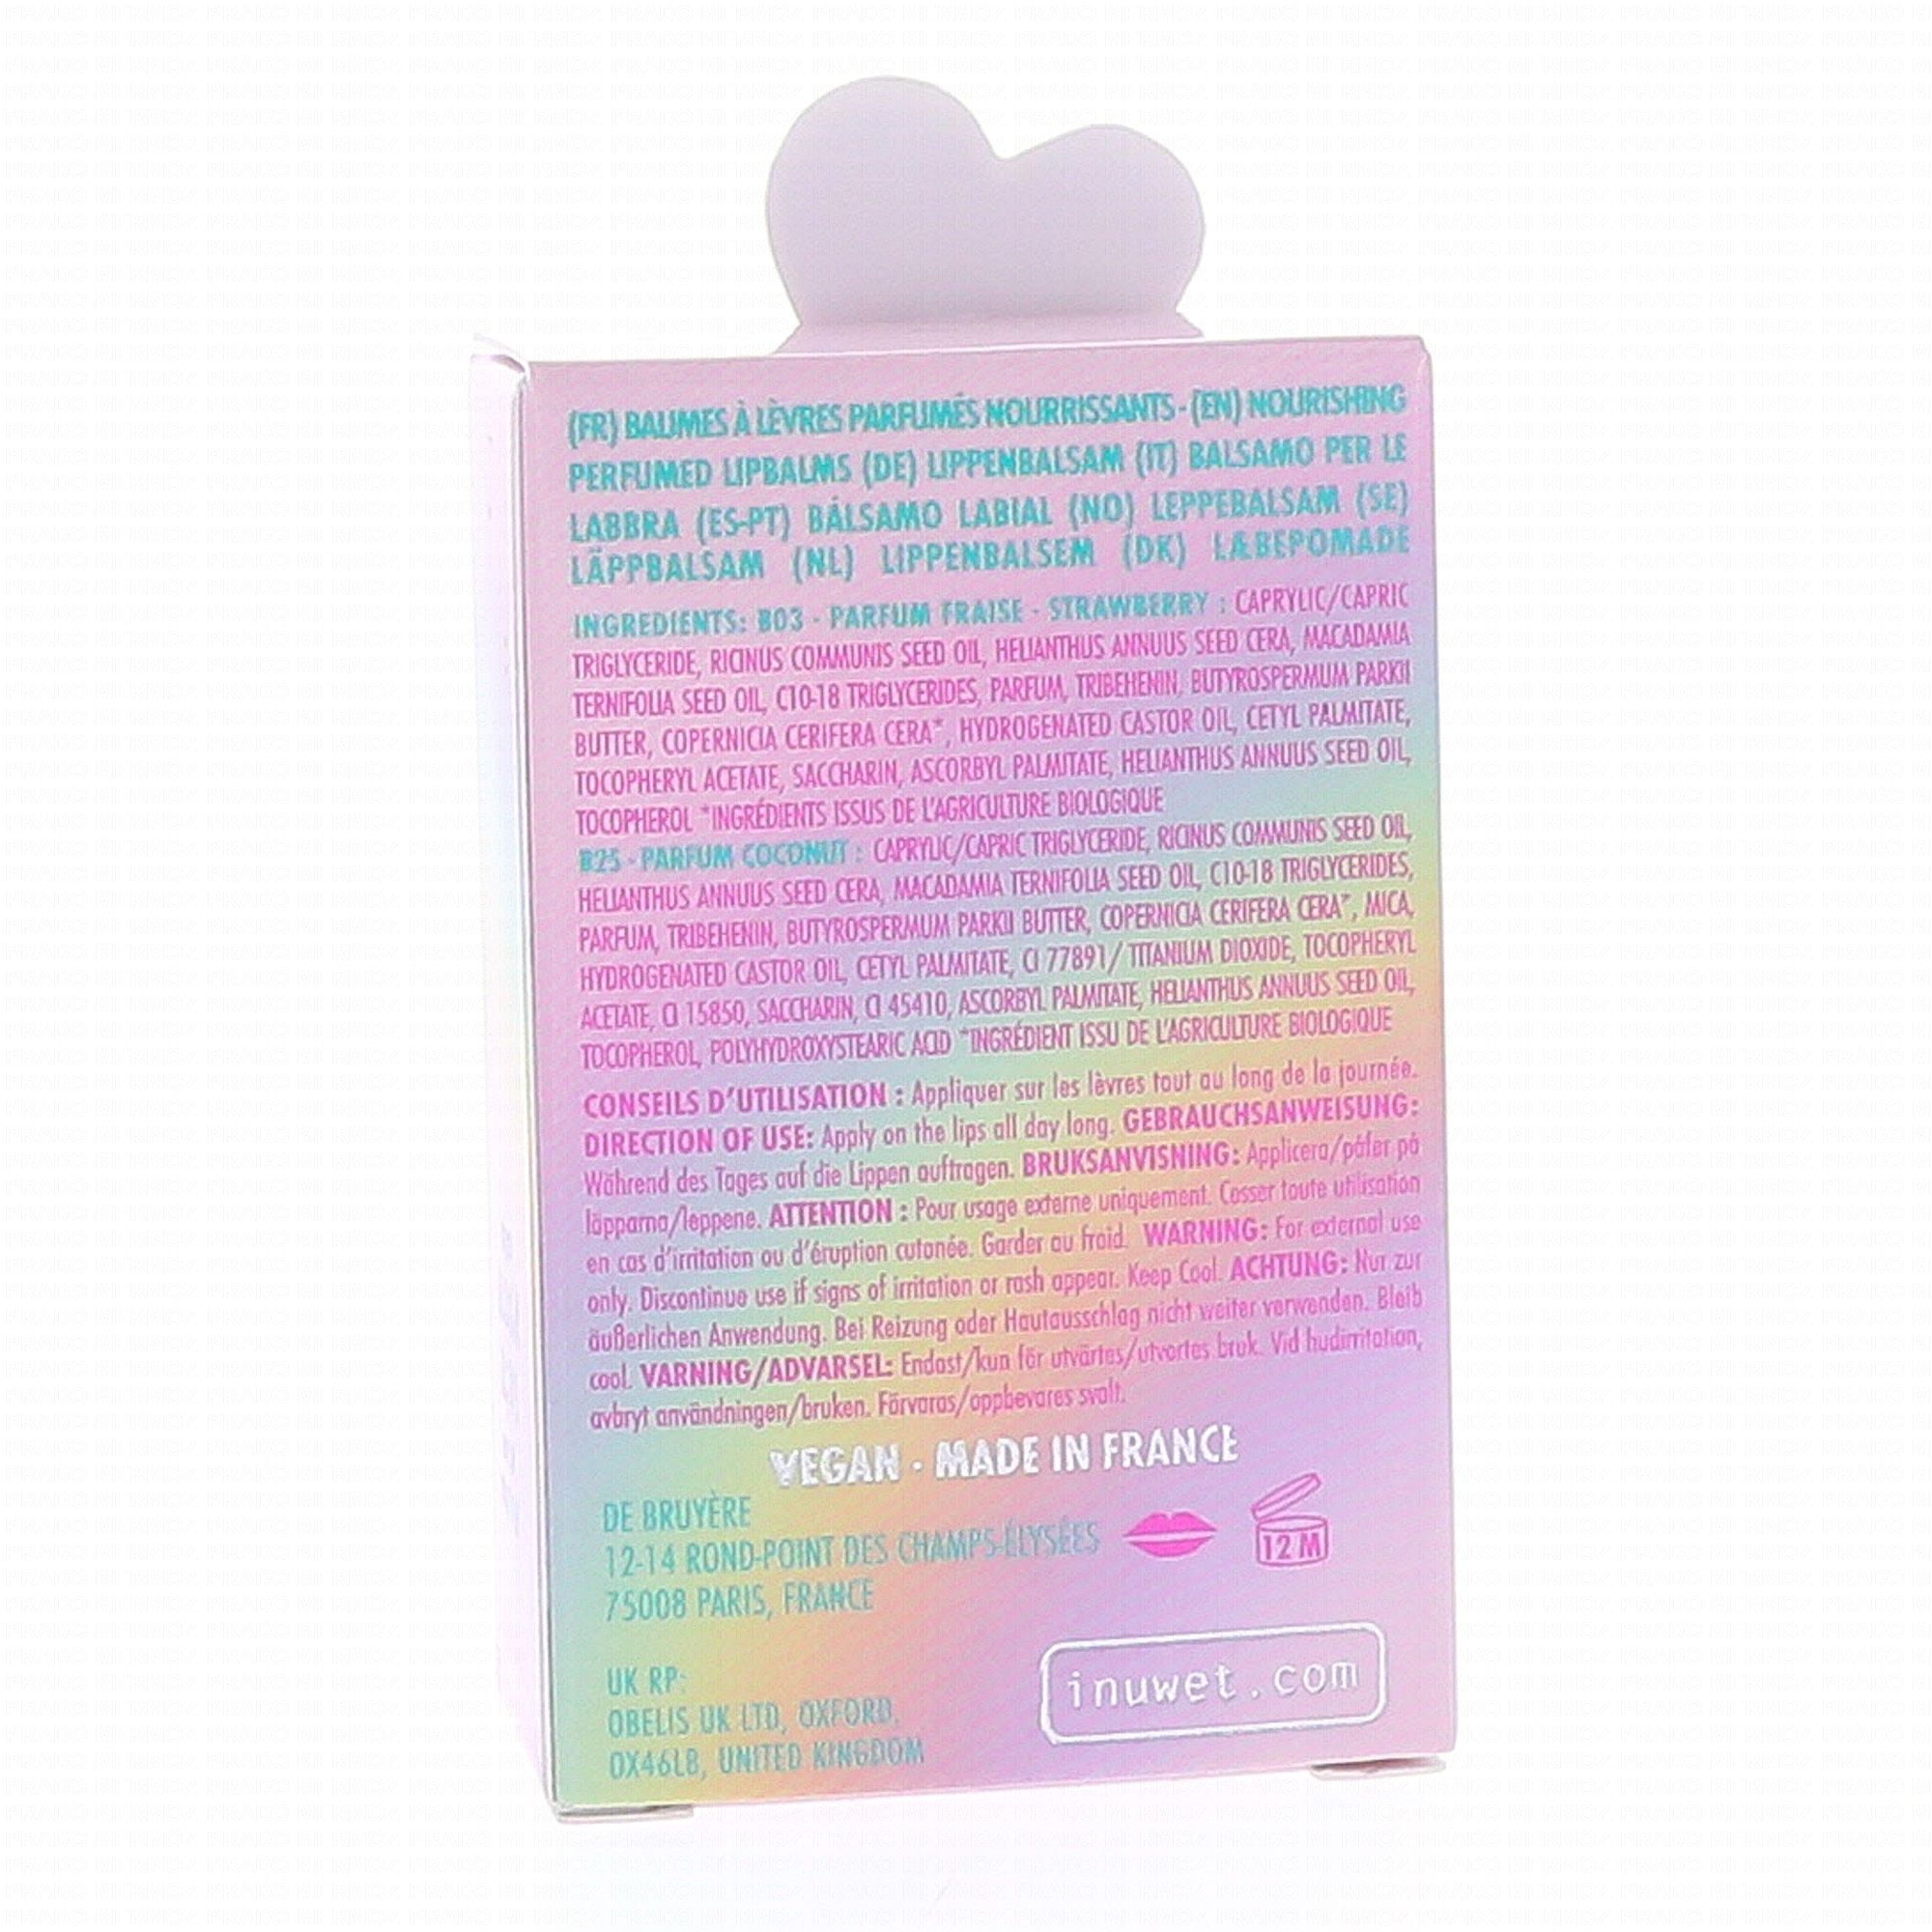 (FR) BAUMES À LÈVRES PARFUMÉS NOURRISSANTS - (EN) NOURISHING
PERFUMED LIPBALMS (DE) LIPPENBALSAM (IT) BALSAMO PER LE
LABBRA (ES-PT) BÁLSAMO LABIAL (NO) LEPPEBALSAM (SE)
LÄPPBALSAM (NL) LIPPENBALSEM (DK) LÆBEPOMADE
INGREDIENTS: B03 - PARFUM FRAISE - STRAWBERRY : CAPRYLIC/CAPRIC
TRIGLYCERIDE, RICINUS COMMUNIS SEED OIL, HELIANTHUS ANNUUS SEED CERA, MACADAMIA
TERNIFOLIA SEED OIL, C10-18 TRIGLYCERIDES, PARFUM, TRIBEHENIN, BUTYROSPERMUM PARKII
BUTTER, COPERNICIA CERIFERA CERA*, HYDROGENATED CASTOR OIL, CETYL PALMITATE,
TOCOPHERYL ACETATE, SACCHARIN, ASCORBYL PALMITATE, HELIANTHUS ANNUUS SEED OIL,
TOCOPHEROL *INGRÉDIENTS ISSUS DE L'AGRICULTURE BIOLOGIQUE
B25 - PARFUM COCONUT : CAPRYLIC/CAPRIC TRIGLYCERIDE, RICINUS COMMUNIS SEED OIL,
HELIANTHUS ANNUUS SEED CERA, MACADAMIA TERNIFOLIA SEED OIL, C10-18 TRIGLYCERIDES,
PARFUM, TRIBEHENIN, BUTYROSPERMUM PARKII BUTTER, COPERNICIA CERIFERA CERA*, MICA,
HYDROGENATED CASTOR OIL, CETYL PALMITATE, CI 77891/ TITANIUM DIOXIDE, TOCOPHERYL
ACETATE, CI 15850, SACCHARIN, CI 45410, ASCORBYL PALMITATE, HELIANTHUS ANNUUS SEED OIL,
TOCOPHEROL, POLYHYDROXYSTEARIC ACID *INGRÉDIENT ISSU DE L'AGRICULTURE BIOLOGIQUE
CONSEILS D'UTILISATION : Appliquer sur les lèvres tout au long de la journée.
DIRECTION OF USE: Apply on the lips all day long. GEBRAUCHSANWEISUNG:
Während des Tages auf die Lippen auftragen. BRUKSANVISNING: Applicera/påfør på
läpparna/leppene. ATTENTION : Pour usage externe uniquement. Cesser toute utilisation
en cas d'irritation ou d'éruption cutanée. Garder au froid. WARNING: For external use
only. Discontinue use if signs of irritation or rash appear. Keep Cool. ACHTUNG: Nur zur
äußerlichen Anwendung. Bei Reizung oder Hautausschlag nicht weiter verwenden. Bleib
cool. VARNING/ADVARSEL: Endast/kun för utvärtes/utvortes bruk. Vid hudirritation,
avbryt användningen/bruken. Förvaras/oppbevares svalt.
VEGAN - MADE IN FRANCE
DE BRUYÈRE
12-14 ROND-POINT DES CHAMPS-ÉLYSÉES
75008 PARIS, FRANCE
12 M
UK RP:
OBELIS UK LTD, OXFORD,
OX46LB, UNITED KINGDOM
inuwet.com